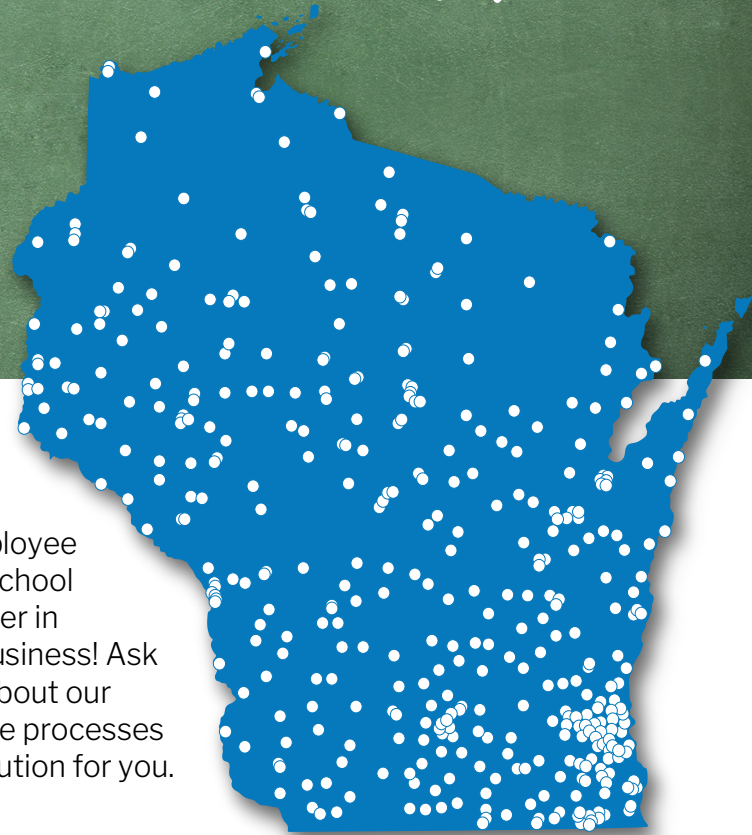 ployee
chool
er in
usiness! Ask
bout our
e processes
ution for you.